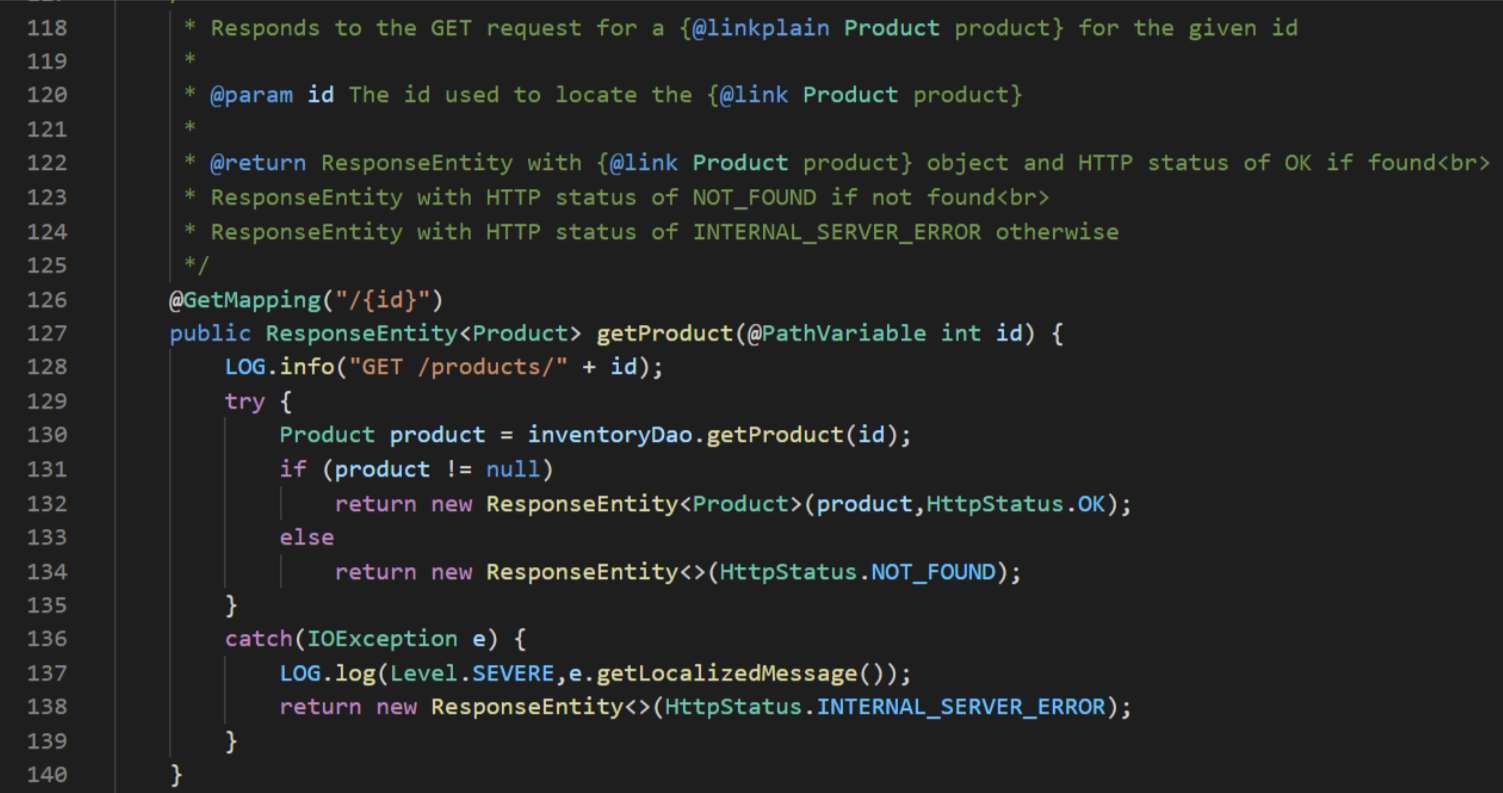 118 * Responds to the GET request for a {@linkplain Product product} for the given id
119 *
120 * @param id The id used to locate the {@link Product product}
121 *
122 * @return ResponseEntity with {@link Product product} object and HTTP status of OK if found<br>
123 * ResponseEntity with HTTP status of NOT_FOUND if not found<br>
124 * ResponseEntity with HTTP status of INTERNAL_SERVER_ERROR otherwise
125 */
126 @GetMapping("/{id}")
127 public ResponseEntity<Product> getProduct(@PathVariable int id) {
128     LOG.info("GET /products/" + id);
129     try {
130         Product product = inventoryDao.getProduct(id);
131         if (product != null)
132             return new ResponseEntity<Product>(product,HttpStatus.OK);
133         else
134             return new ResponseEntity<>(HttpStatus.NOT_FOUND);
135     }
136     catch(IOException e) {
137         LOG.log(Level.SEVERE,e.getLocalizedMessage());
138         return new ResponseEntity<>(HttpStatus.INTERNAL_SERVER_ERROR);
139     }
140 }